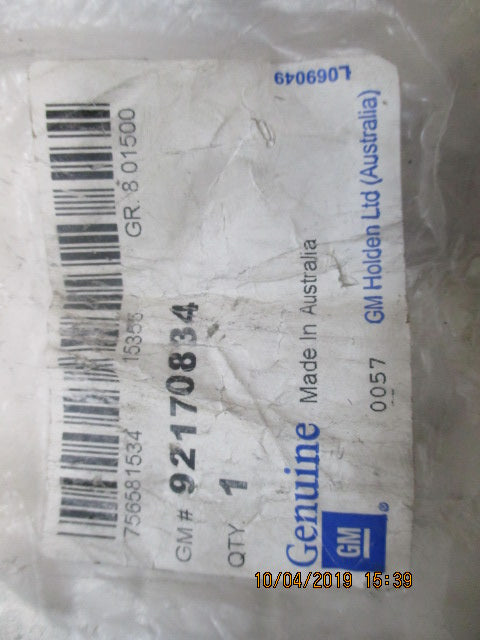 756581534 15356 GR. 8 01500
GM # 92170834
QTY 1
Genuine Made In Australia
GM
0057 GM Holden Ltd (Australia)
L069049
10/04/2019 15:39